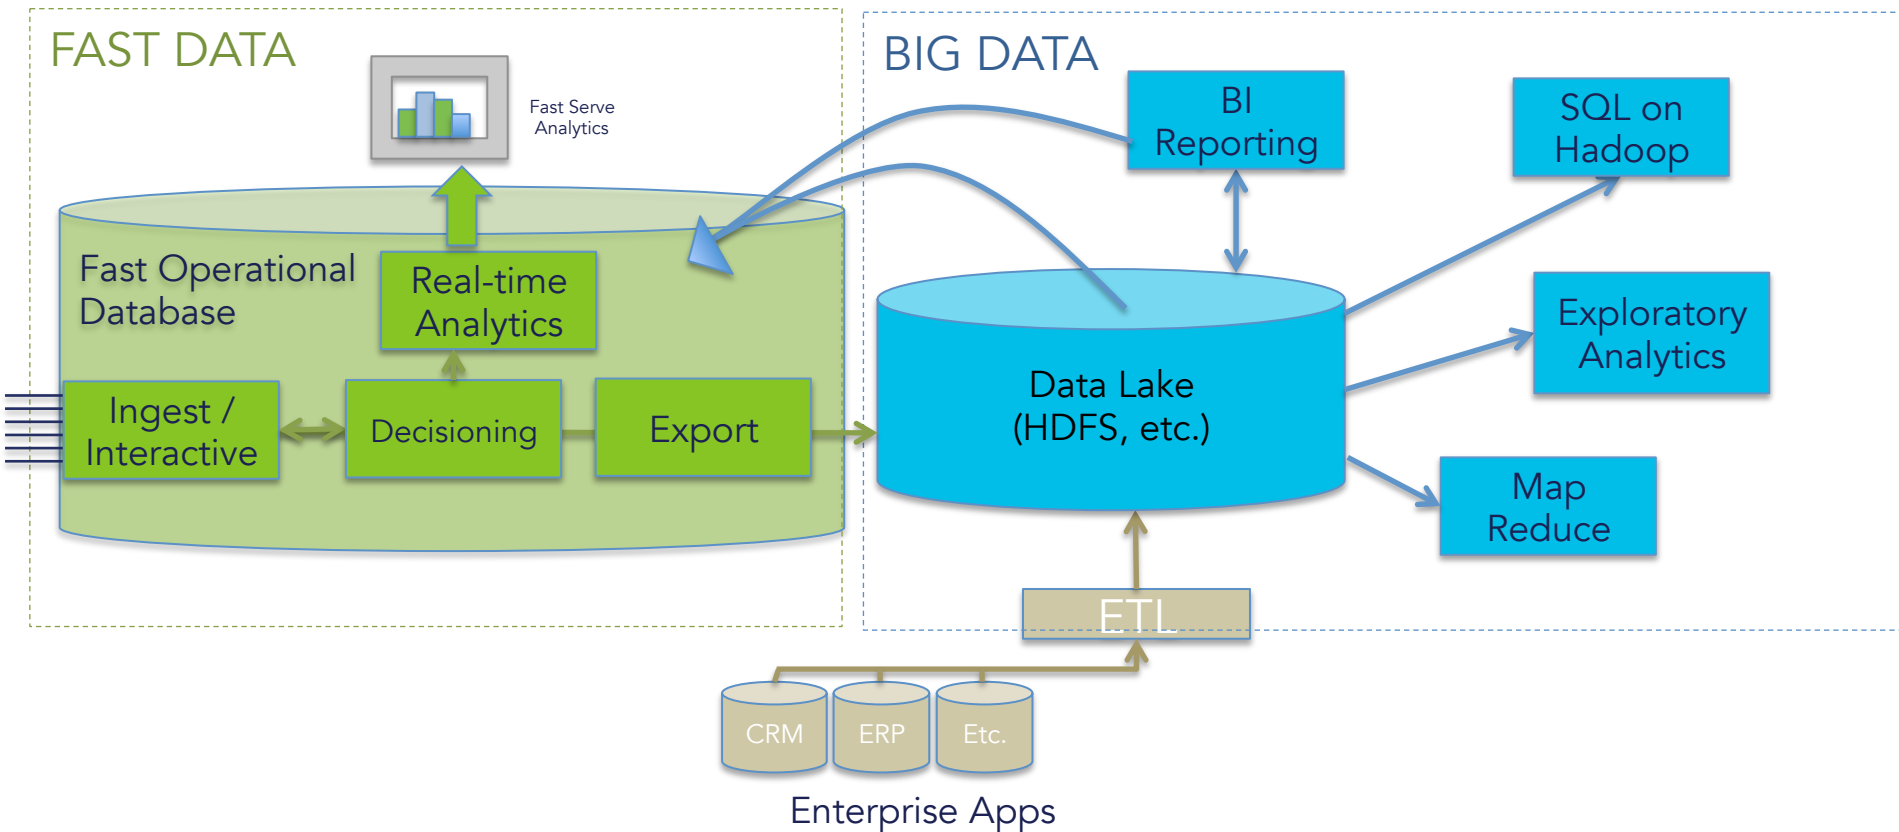 FAST DATA
Fast Serve
Analytics
Fast Operational
Database
Real-time
Analytics
Ingest /
Interactive
Decisioning
Export
BIG DATA
BI
Reporting
SQL on
Hadoop
Exploratory
Analytics
Data Lake
(HDFS, etc.)
Map
Reduce
ETL
CRM
ERP
Etc.
Enterprise Apps